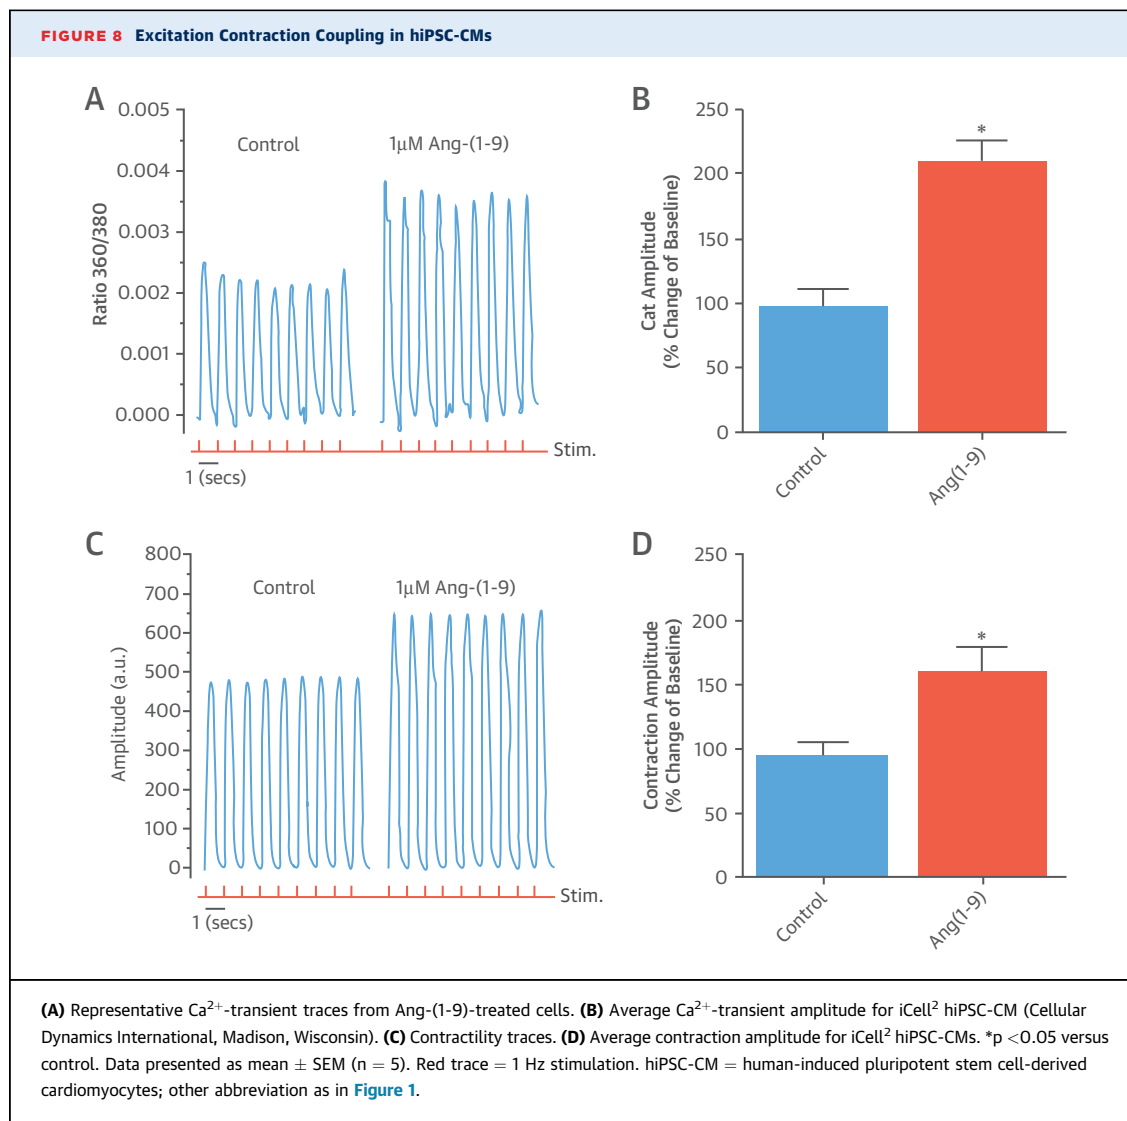 FIGURE 8 Excitation Contraction Coupling in hiPSC-CMs
A
0.005
0.004
0.003
0.002
0.001
0.000
Ratio 360/380
Control
1µM Ang-(1-9)
Stim.
1 (secs)
B
250
200
150
100
50
0
Cat Amplitude
(% Change of Baseline)
*
Control
Ang(1-9)
C
800
700
600
500
400
300
200
100
0
Amplitude (a.u.)
Control
1µM Ang-(1-9)
Stim.
1 (secs)
D
250
200
150
100
50
0
Contraction Amplitude
(% Change of Baseline)
*
Control
Ang(1-9)
(A) Representative Ca²⁺-transient traces from Ang-(1-9)-treated cells. (B) Average Ca²⁺-transient amplitude for iCell² hiPSC-CM (Cellular
Dynamics International, Madison, Wisconsin). (C) Contractility traces. (D) Average contraction amplitude for iCell² hiPSC-CMs. *p <0.05 versus
control. Data presented as mean ± SEM (n = 5). Red trace = 1 Hz stimulation. hiPSC-CM = human-induced pluripotent stem cell-derived
cardiomyocytes; other abbreviation as in Figure 1.